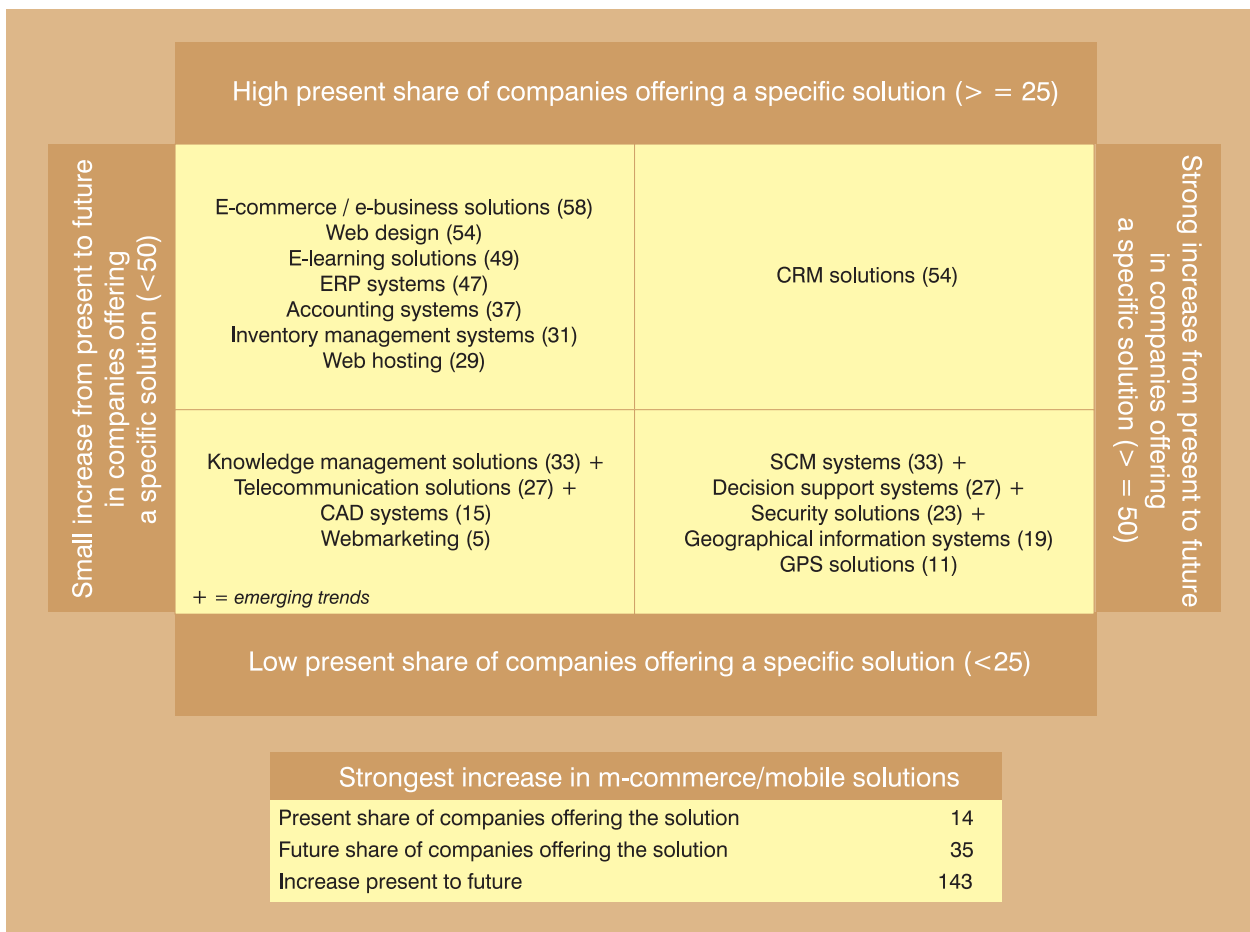 High present share of companies offering a specific solution (> = 25)
Small increase from present to future
in companies offering
a specific solution (<50)
E-commerce / e-business solutions (58)
Web design (54)
E-learning solutions (49)
ERP systems (47)
Accounting systems (37)
Inventory management systems (31)
Web hosting (29)
CRM solutions (54)
Strong increase from present to future
in companies offering
a specific solution (> = 50)
Knowledge management solutions (33) +
Telecommunication solutions (27) +
CAD systems (15)
Webmarketing (5)
+ = emerging trends
SCM systems (33) +
Decision support systems (27) +
Security solutions (23) +
Geographical information systems (19)
GPS solutions (11)
Low present share of companies offering a specific solution (<25)
Strongest increase in m-commerce/mobile solutions
Present share of companies offering the solution 14
Future share of companies offering the solution 35
Increase present to future 143